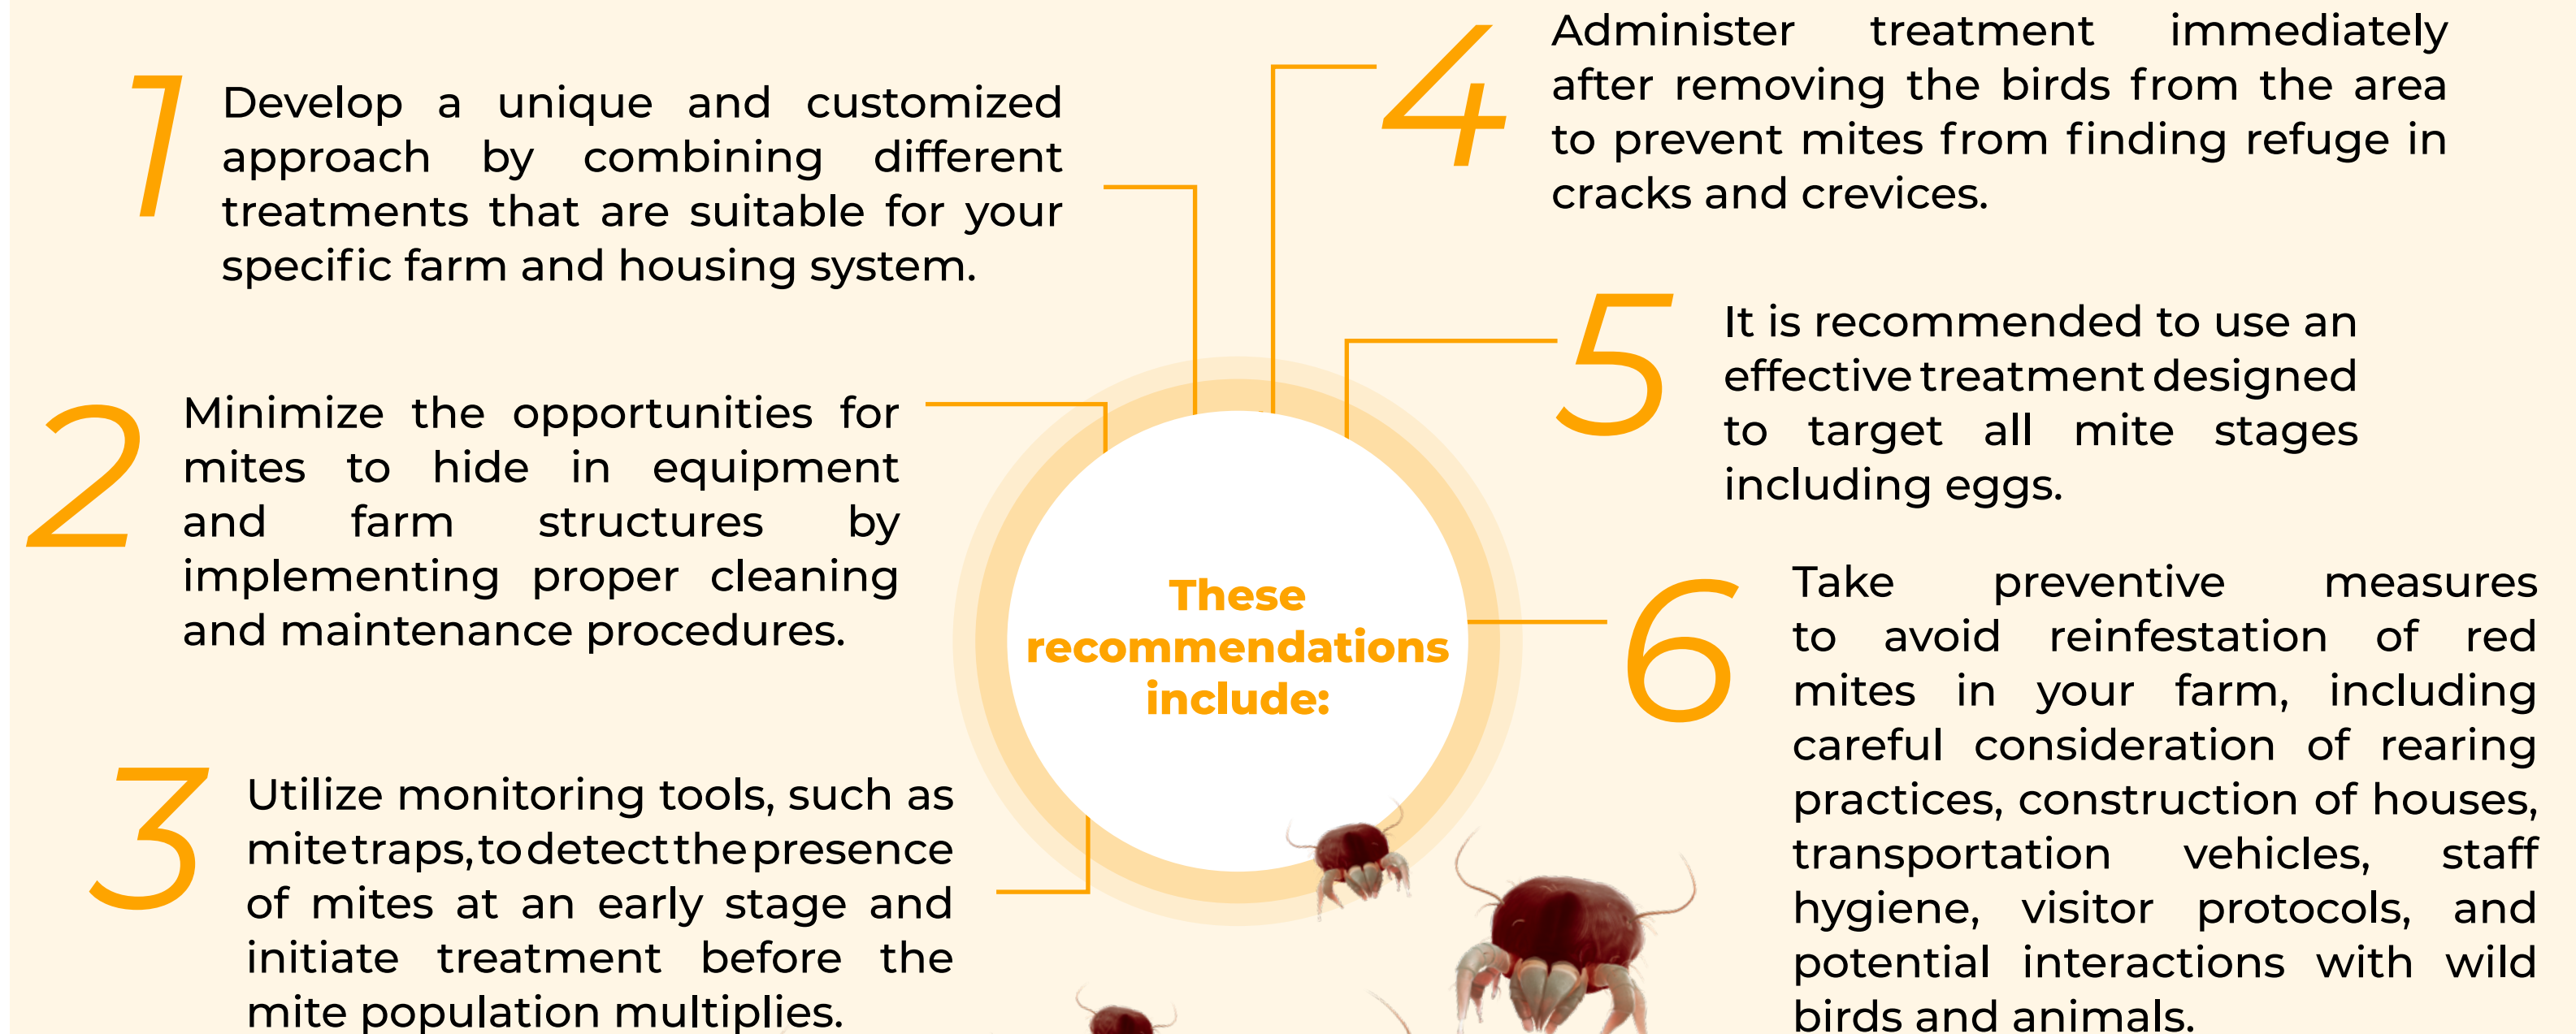 1
Develop a unique and customized
approach by combining different
treatments that are suitable for your
specific farm and housing system.
2
Minimize the opportunities for
mites to hide in equipment
and farm structures by
implementing proper cleaning
and maintenance procedures.
3
Utilize monitoring tools, such as
mite traps, to detect the presence
of mites at an early stage and
initiate treatment before the
mite population multiplies.
These
recommendations
include:
4
Administer treatment immediately
after removing the birds from the area
to prevent mites from finding refuge in
cracks and crevices.
5
It is recommended to use an
effective treatment designed
to target all mite stages
including eggs.
6
Take preventive measures
to avoid reinfestation of red
mites in your farm, including
careful consideration of rearing
practices, construction of houses,
transportation vehicles, staff
hygiene, visitor protocols, and
potential interactions with wild
birds and animals.